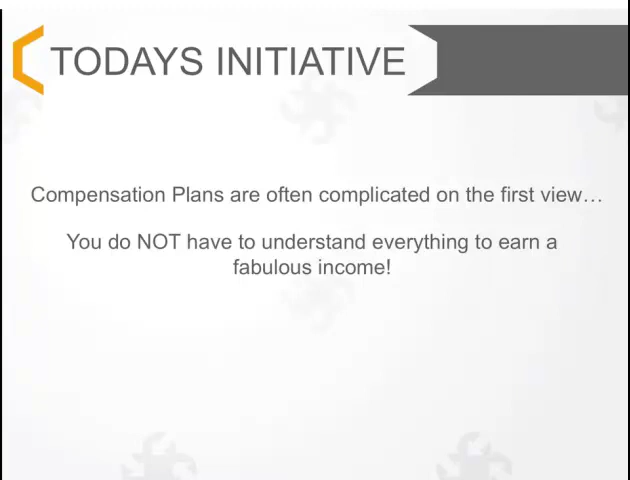 TODAYS INITIATIVE
Compensation Plans are often complicated on the first view…
You do NOT have to understand everything to earn a
fabulous income!